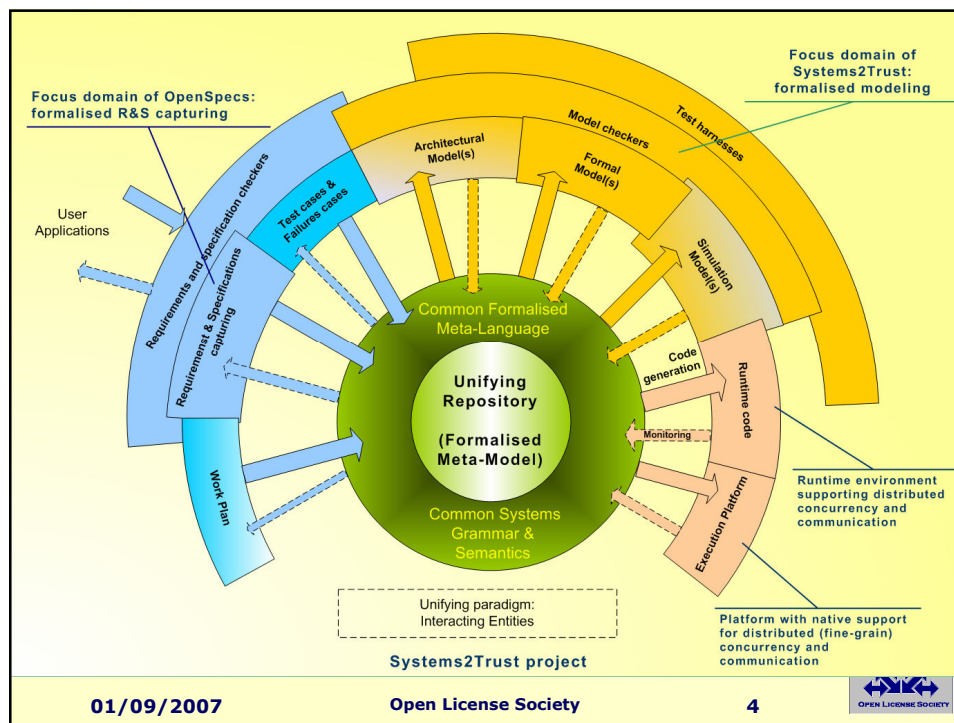 Focus domain of OpenSpecs:
formalised R&S capturing
Focus domain of
Systems2Trust:
formalised modeling
User
Applications
Requirements and specification checkers
Requiremenst & Specifications
capturing
Test cases &
Failures cases
Work Plan
Architectural
Model(s)
Formal
Model(s)
Model checkers
Test harnesses
Simulation
Model(s)
Common Formalised
Meta-Language
Unifying
Repository
(Formalised
Meta-Model)
Common Systems
Grammar &
Semantics
Code
generation
Monitoring
Runtime code
Execution Platform
Runtime environment
supporting distributed
concurrency and
communication
Platform with native support
for distributed (fine-grain)
concurrency and
communication
Unifying paradigm:
Interacting Entities
Systems2Trust project
01/09/2007
Open License Society
4
OPEN LICENSE SOCIETY